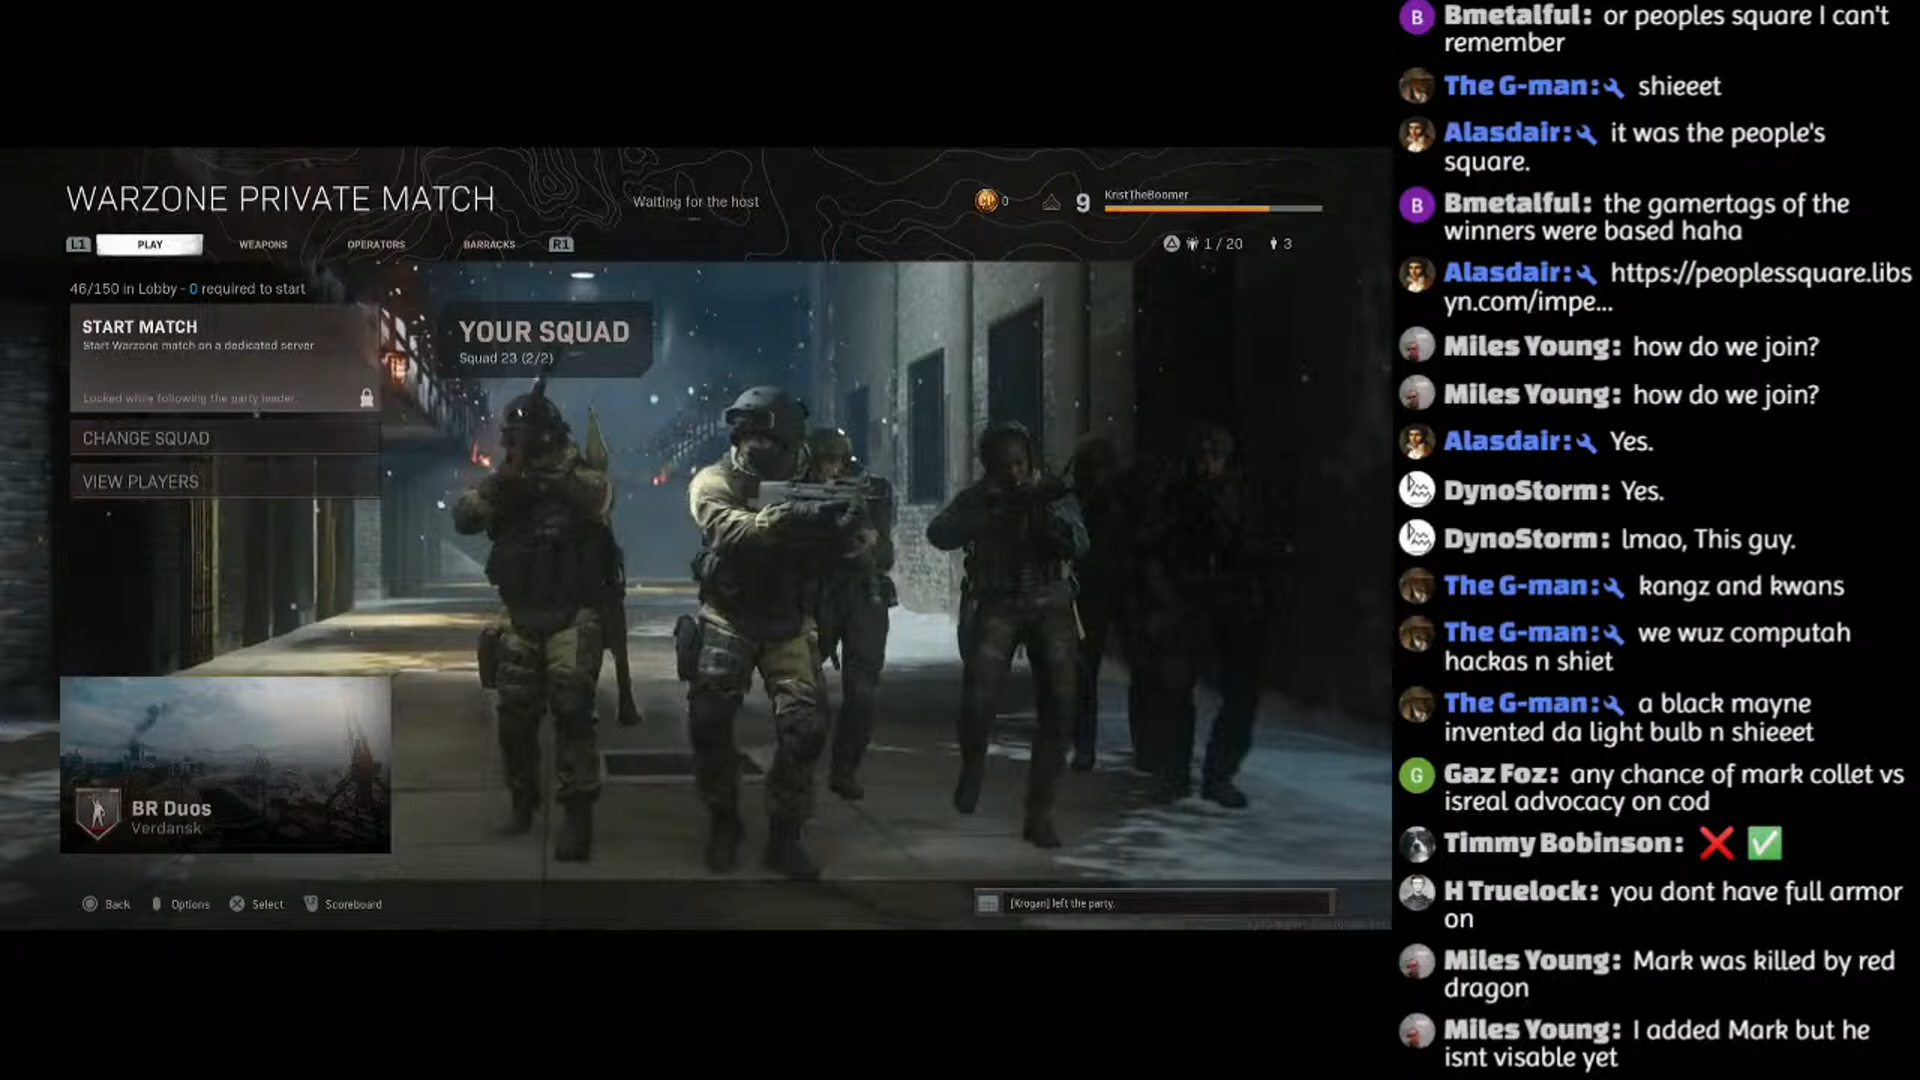 WARZONE PRIVATE MATCH
Waiting for the host
CP 0
9
KristTheBoomer
L1 PLAY WEAPONS OPERATORS BARRACKS R1
1 / 20 3
46/150 in Lobby - 0 required to start
START MATCH
Start Warzone match on a dedicated server
Locked while following the party leader.
CHANGE SQUAD
VIEW PLAYERS
YOUR SQUAD
Squad 23 (2/2)
BR Duos
Verdansk
Back Options Select Scoreboard
[Krogan] left the party.
B Bmetalful: or peoples square I can't
remember
The G-man: shieeet
Alasdair: it was the people's
square.
B Bmetalful: the gamertags of the
winners were based haha
Alasdair: https://peoplessquare.libs
yn.com/impe...
Miles Young: how do we join?
Miles Young: how do we join?
Alasdair: Yes.
DynoStorm: Yes.
DynoStorm: lmao, This guy.
The G-man: kangz and kwans
The G-man: we wuz computah
hackas n shiet
The G-man: a black mayne
invented da light bulb n shieeet
G Gaz Foz: any chance of mark collet vs
isreal advocacy on cod
Timmy Bobinson: ❌ ✅
H Truelock: you dont have full armor
on
Miles Young: Mark was killed by red
dragon
Miles Young: I added Mark but he
isnt visable yet